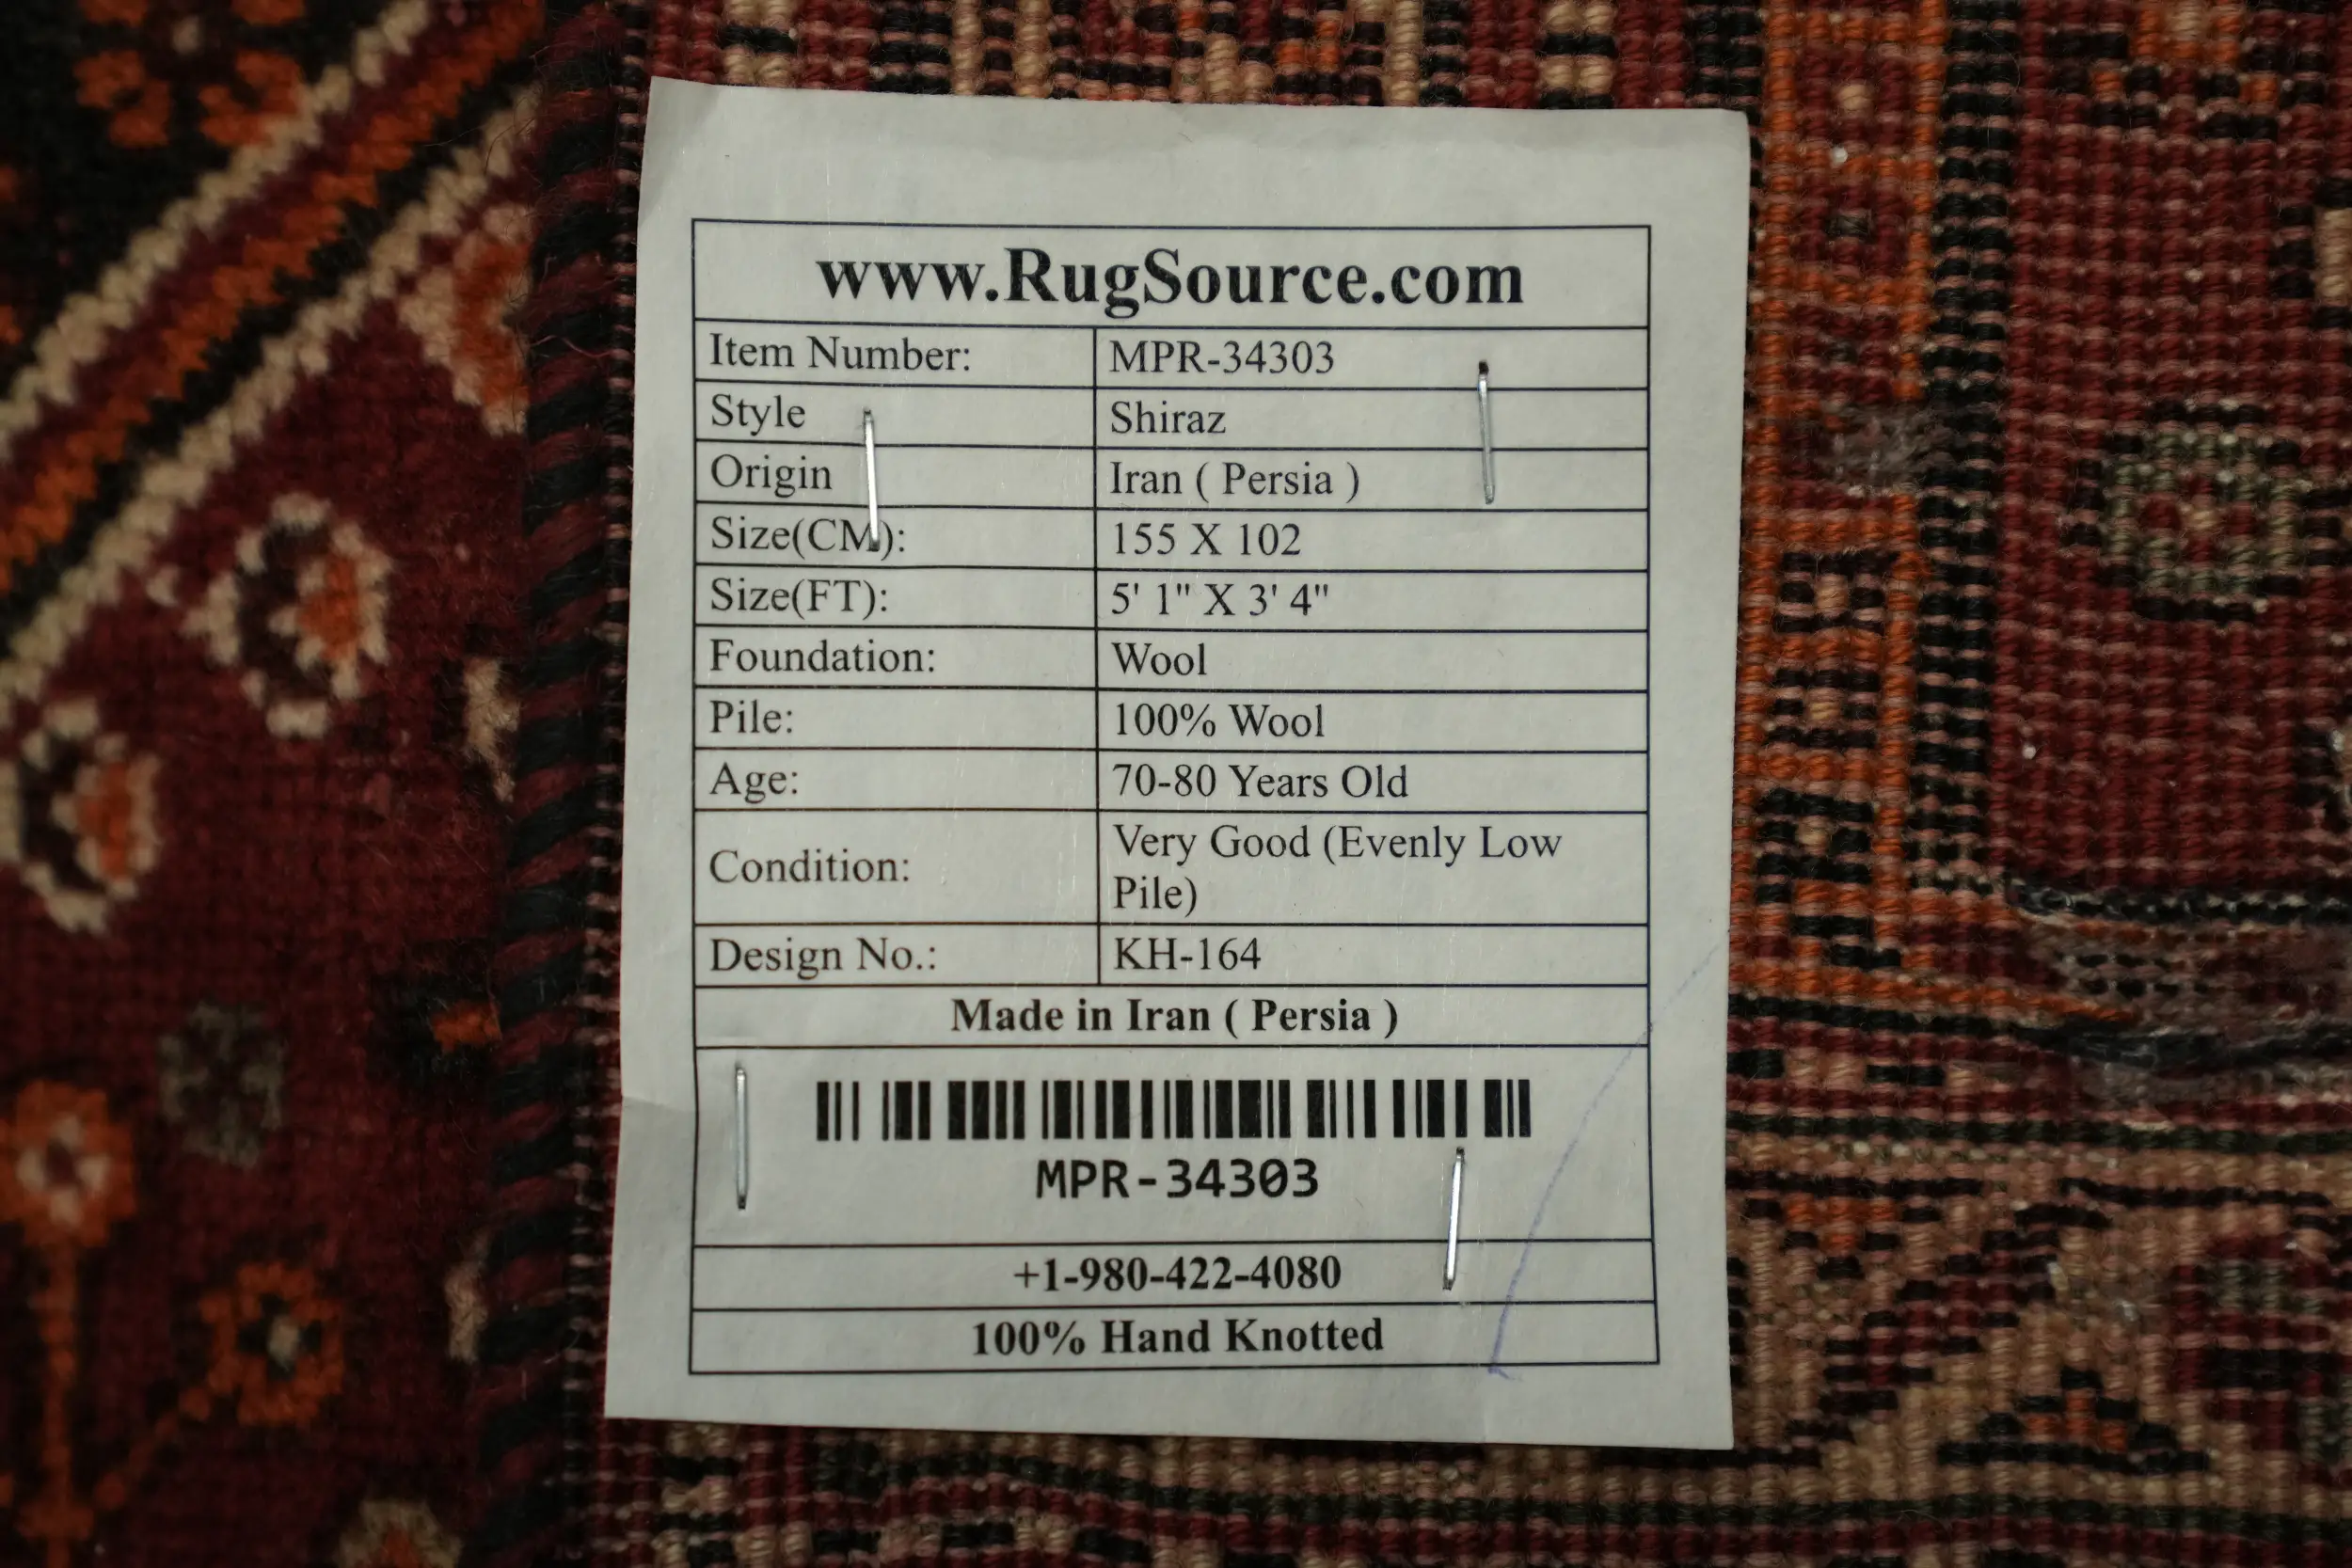 www.RugSource.com
Item Number: MPR-34303
Style Shiraz
Origin Iran ( Persia )
Size(CM): 155 X 102
Size(FT): 5' 1" X 3' 4"
Foundation: Wool
Pile: 100% Wool
Age: 70-80 Years Old
Condition: Very Good (Evenly Low
Pile)
Design No.: KH-164
Made in Iran ( Persia )
MPR-34303
+1-980-422-4080
100% Hand Knotted